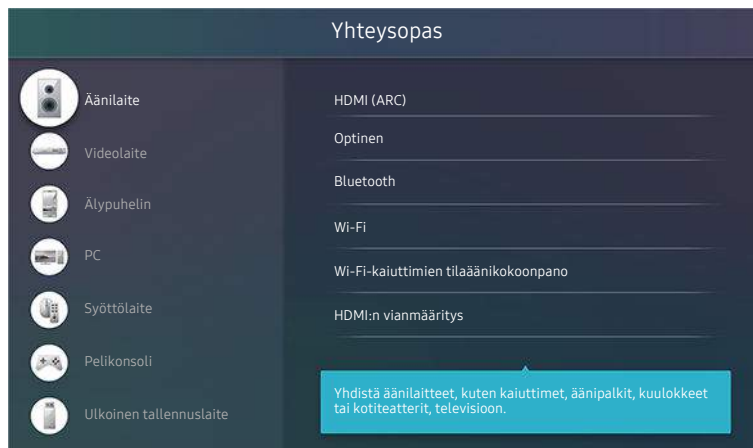 Yhteysopas
Äänilaite
Videolaite
Älypuhelin
PC
Syöttölaite
Pelikonsoli
Ulkoinen tallennuslaite
HDMI (ARC)
Optinen
Bluetooth
Wi-Fi
Wi-Fi-kaiuttimien tilaäänikokoonpano
HDMI:n vianmääritys
Yhdistä äänilaitteet, kuten kaiuttimet, äänipalkit, kuulokkeet
tai kotiteatterit, televisioon.